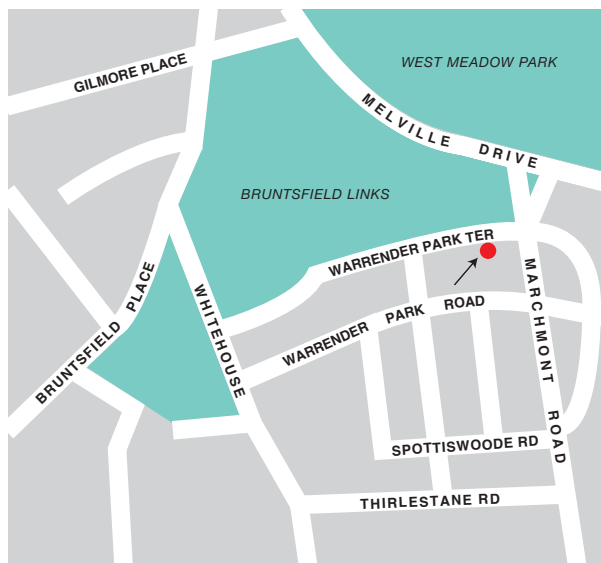 WEST MEADOW PARK
GILMORE PLACE
MELVILLE DRIVE
BRUNTSFIELD LINKS
WARRENDER PARK TER
BRUNTSFIELD PLACE
WHITEHOUSE
WARRENDER PARK ROAD
MARCHMONT ROAD
SPOTTISWOODE RD
THIRLESTANE RD